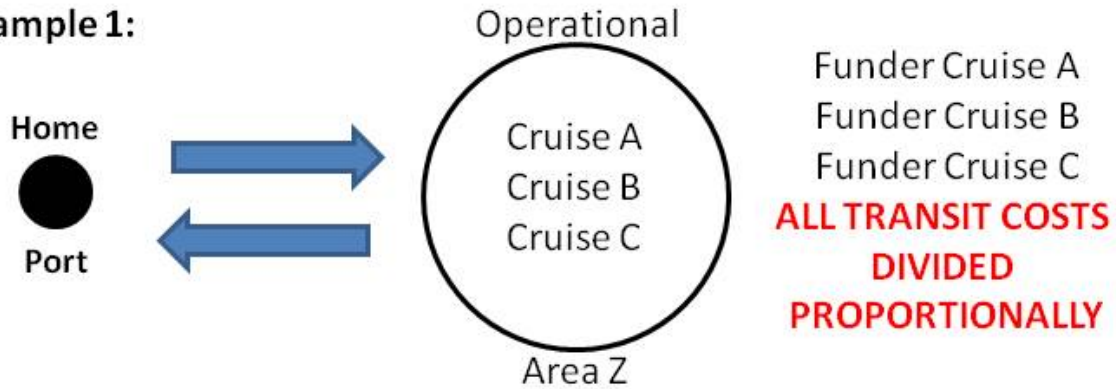 ample 1:
Home
Port
Operational
Cruise A
Cruise B
Cruise C
Area Z
Funder Cruise A
Funder Cruise B
Funder Cruise C
ALL TRANSIT COSTS
DIVIDED
PROPORTIONALLY